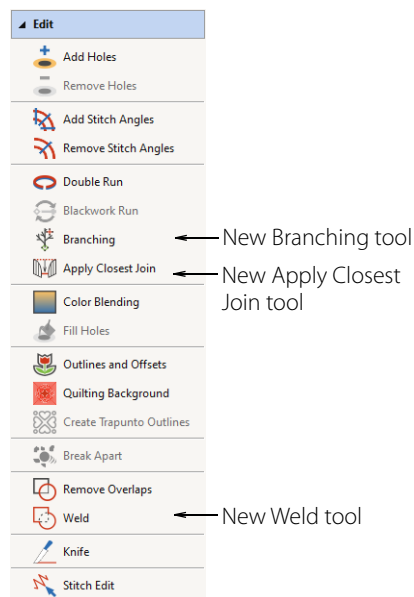 Edit
Add Holes
Remove Holes
Add Stitch Angles
Remove Stitch Angles
Double Run
Blackwork Run
Branching
New Branching tool
Apply Closest Join
New Apply Closest
Join tool
Color Blending
Fill Holes
Outlines and Offsets
Quilting Background
Create Trapunto Outlines
Break Apart
Remove Overlaps
Weld
New Weld tool
Knife
Stitch Edit